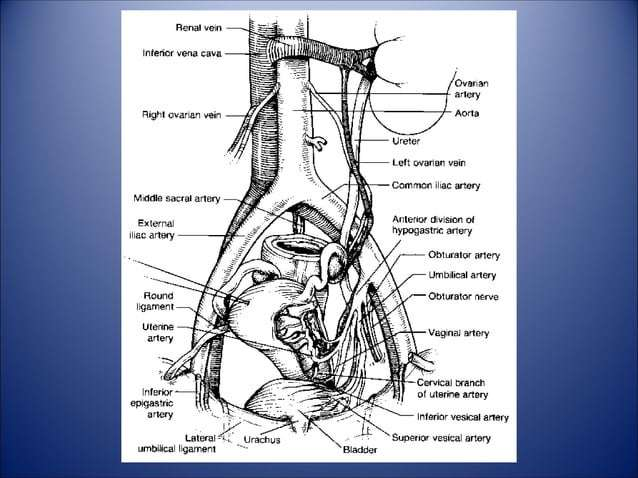 Renal vein
Inferior vena cava
Right ovarian vein
Middle sacral artery
External
iliac artery
Round
ligament
Uterine
artery
Inferior
epigastric
artery
Lateral
umbilical ligament
Urachus
Bladder
Ovarian
artery
Aorta
Ureter
Left ovarian vein
Common iliac artery
Anterior division of
hypogastric artery
Obturator artery
Umbilical artery
Obturator nerve
Vaginal artery
Cervical branch
of uterine artery
Inferior vesical artery
Superior vesical artery